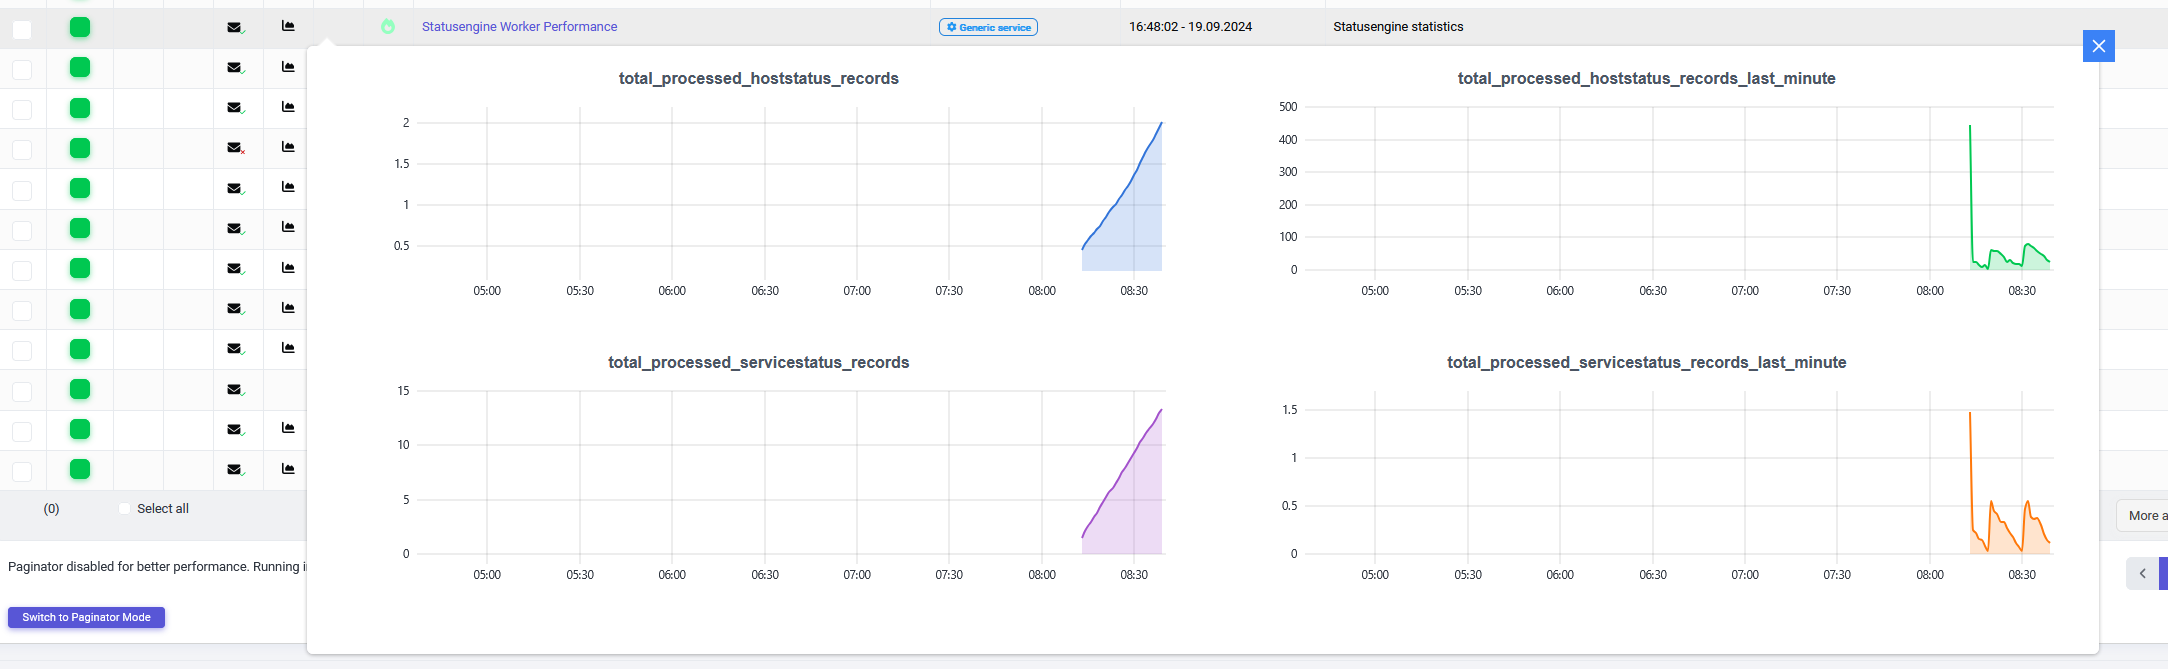 Statusengine Worker Performance
Generic service
16:48:02 - 19.09.2024
Statusengine statistics
total_processed_hoststatus_records
2
1.5
1
0.5
05:00 05:30 06:00 06:30 07:00 07:30 08:00 08:30
total_processed_hoststatus_records_last_minute
500
400
300
200
100
0
05:00 05:30 06:00 06:30 07:00 07:30 08:00 08:30
total_processed_servicestatus_records
15
10
5
0
05:00 05:30 06:00 06:30 07:00 07:30 08:00 08:30
total_processed_servicestatus_records_last_minute
1.5
1
0.5
0
05:00 05:30 06:00 06:30 07:00 07:30 08:00 08:30
(0)
Select all
More a
Paginator disabled for better performance. Running i
Switch to Paginator Mode